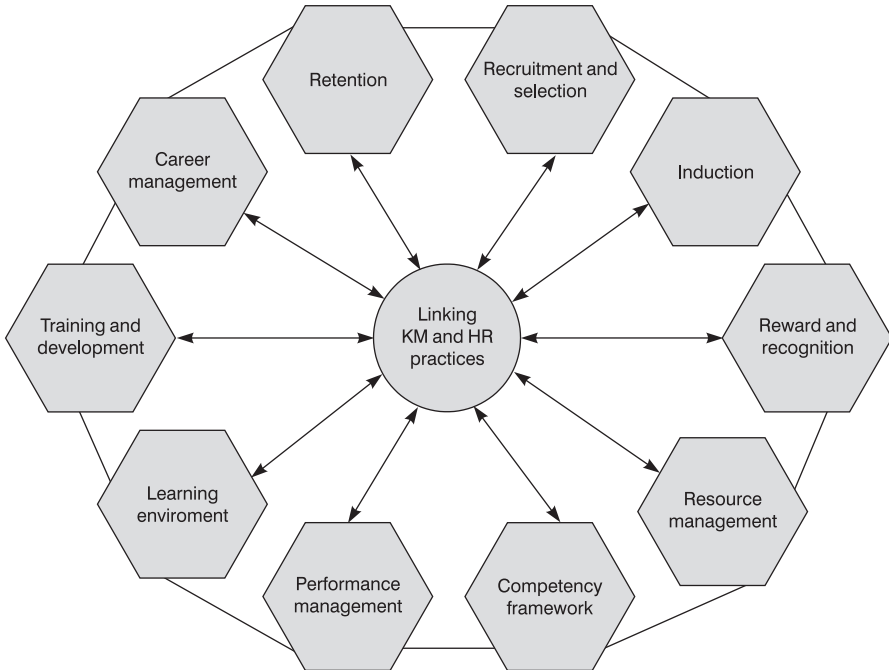 Retention
Recruitment and
selection
Career
management
Induction
Linking
KM and HR
practices
Training and
development
Reward and
recognition
Learning
enviroment
Resource
management
Performance
management
Competency
framework